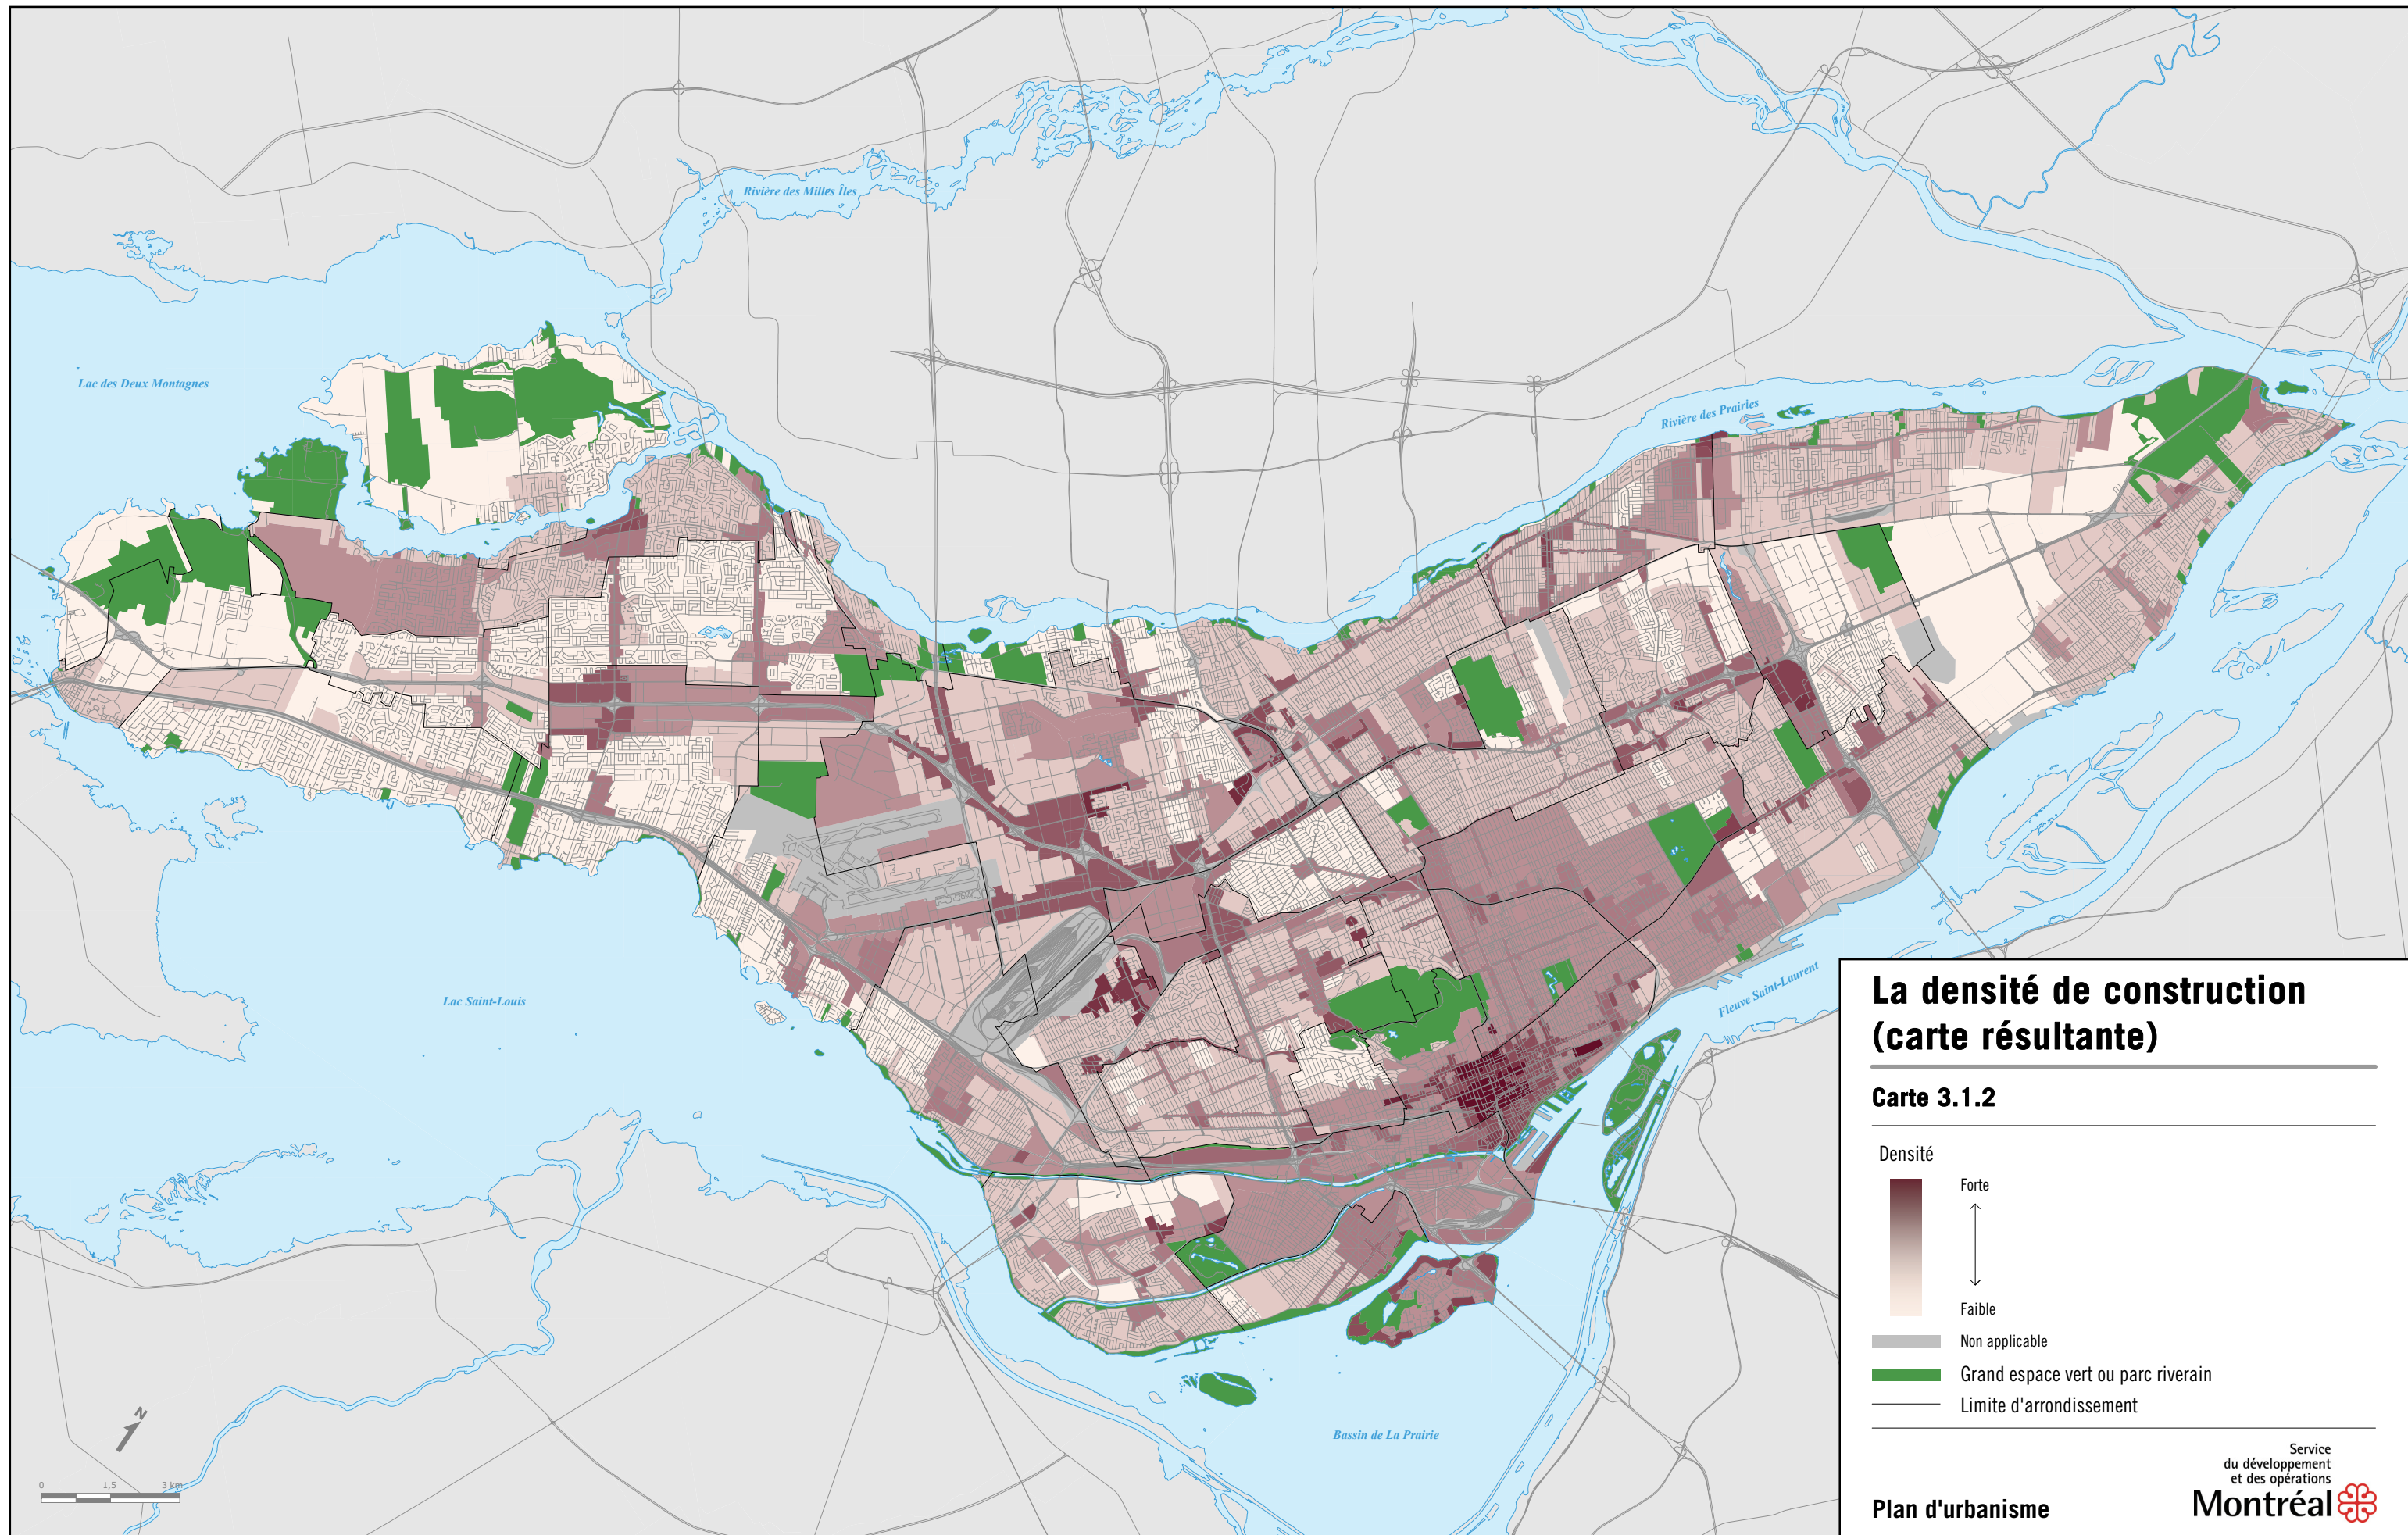 Rivière des Milles Îles
Lac des Deux Montagnes
Rivière des Prairies
Lac Saint-Louis
Fleuve Saint-Laurent
Bassin de La Prairie
N
0 1,5 3 km
La densité de construction
(carte résultante)
Carte 3.1.2
Densité
Forte
Faible
Non applicable
Grand espace vert ou parc riverain
Limite d'arrondissement
Service
du développement
et des opérations
Montréal
Plan d'urbanisme